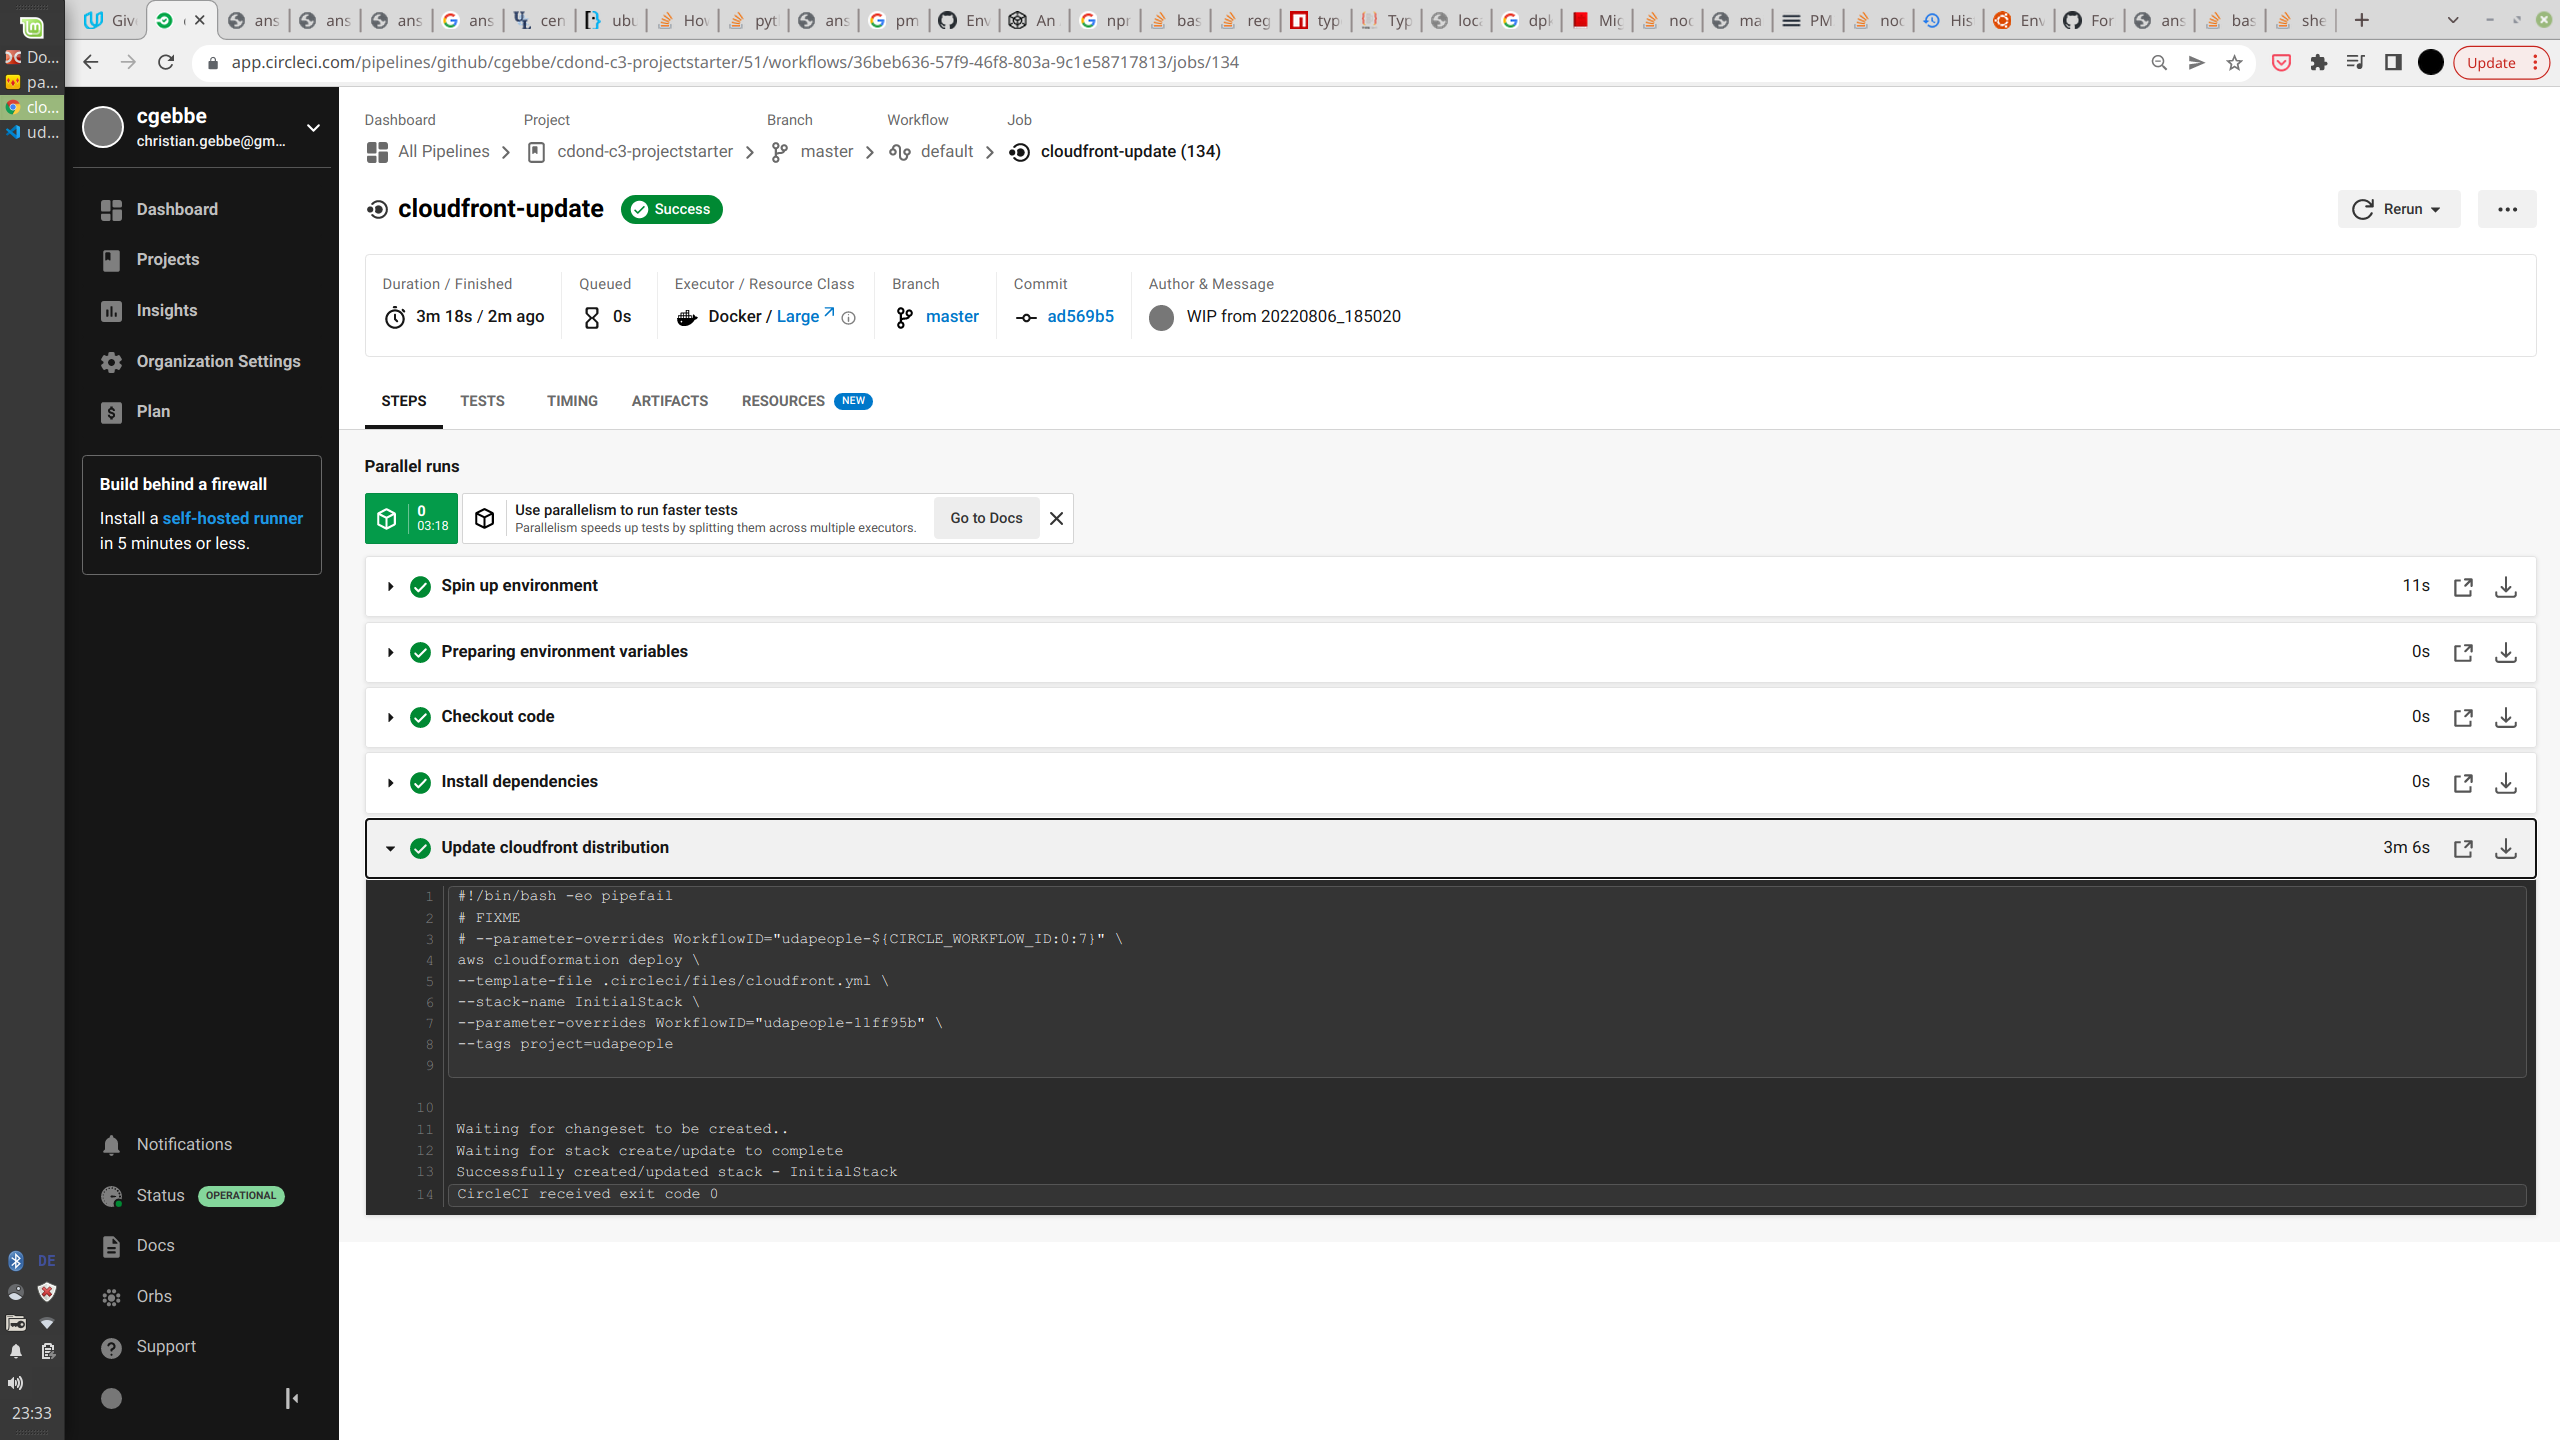 Do...
pa...
clo...
ud...
Give
ans
ans
ans
ans
cen
ubu
How
pyt
ans
pm
Env
An
npr
bas
reg
typ
Typ
loca
dpk
Mig
noc
ma
PM
noc
His
Env
For
ans
bas
she
app.circleci.com/pipelines/github/cgebbe/cdond-c3-projectstarter/51/workflows/36beb636-57f9-46f8-803a-9c1e58717813/jobs/134
Update
cgebbe
christian.gebbe@gm...
Dashboard
Projects
Insights
Organization Settings
Plan
Build behind a firewall
Install a self-hosted runner
in 5 minutes or less.
Notifications
Status OPERATIONAL
Docs
Orbs
Support
DE
23:33
Dashboard Project Branch Workflow Job
All Pipelines cdond-c3-projectstarter master default cloudfront-update (134)
cloudfront-update Success
Rerun
Duration / Finished Queued Executor / Resource Class Branch Commit Author & Message
3m 18s / 2m ago 0s Docker / Large master ad569b5 WIP from 20220806_185020
STEPS TESTS TIMING ARTIFACTS RESOURCES NEW
Parallel runs
0
03:18
Use parallelism to run faster tests
Parallelism speeds up tests by splitting them across multiple executors.
Go to Docs
Spin up environment 11s
Preparing environment variables 0s
Checkout code 0s
Install dependencies 0s
Update cloudfront distribution 3m 6s
1 #!/bin/bash -eo pipefail
2 # FIXME
3 # --parameter-overrides WorkflowID="udapeople-${CIRCLE_WORKFLOW_ID:0:7}" \
4 aws cloudformation deploy \
5 --template-file .circleci/files/cloudfront.yml \
6 --stack-name InitialStack \
7 --parameter-overrides WorkflowID="udapeople-11ff95b" \
8 --tags project=udapeople
9
10
11 Waiting for changeset to be created..
12 Waiting for stack create/update to complete
13 Successfully created/updated stack - InitialStack
14 CircleCI received exit code 0